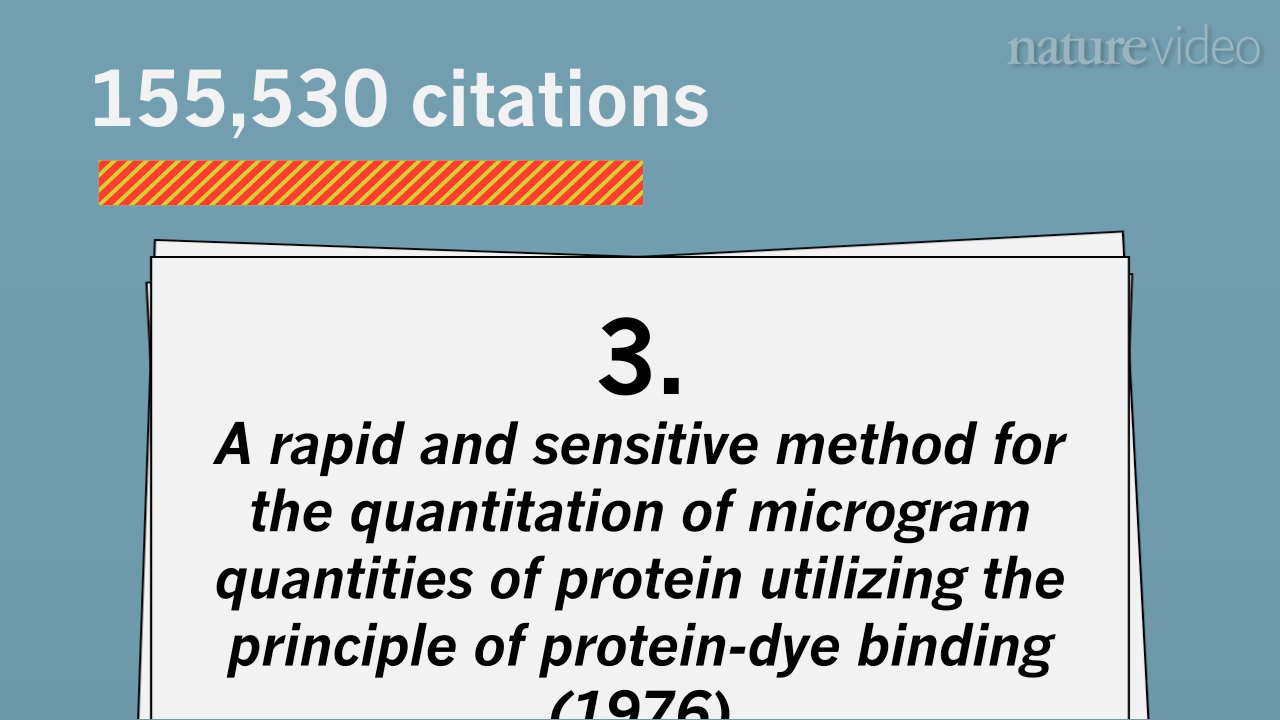 naturevideo
155,530 citations
3.
A rapid and sensitive method for
the quantitation of microgram
quantities of protein utilizing the
principle of protein-dye binding
(1976)